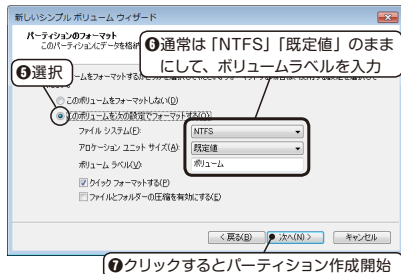 新しいシンプル ボリューム ウィザード
パーティションのフォーマット
このパーティションにデータを格納
❻通常は「NTFS」「既定値」のまま
にして、ボリュームラベルを入力
❺選択
このボリュームをフォーマットしない(D)
このボリュームを次の設定でフォーマットする(O):
ファイル システム(F): NTFS
アロケーション ユニット サイズ(A): 既定値
ボリューム ラベル(V): ボリューム
クイック フォーマットする(P)
ファイルとフォルダーの圧縮を有効にする(E)
< 戻る(B) 次へ(N) > キャンセル
❼クリックするとパーティション作成開始